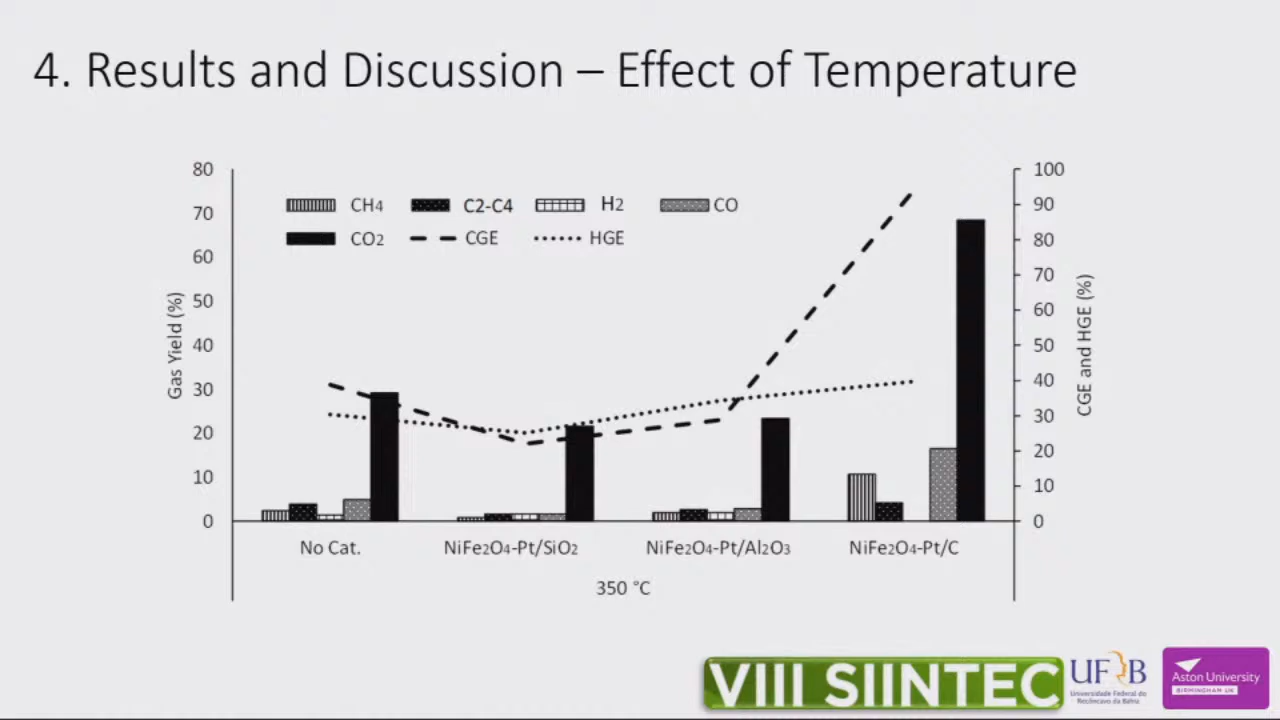 4. Results and Discussion – Effect of Temperature
80
70
60
50
40
30
20
10
0
Gas Yield (%)
CH4
C2-C4
H2
CO
CO2
CGE
HGE
100
90
80
70
60
50
40
30
20
10
0
CGE and HGE (%)
No Cat.
NiFe2O4-Pt/SiO2
NiFe2O4-Pt/Al2O3
NiFe2O4-Pt/C
350 °C
VIII SIINTEC
UFRB
Universidade Federal do
Recôncavo da Bahia
Aston University
BIRMINGHAM UK